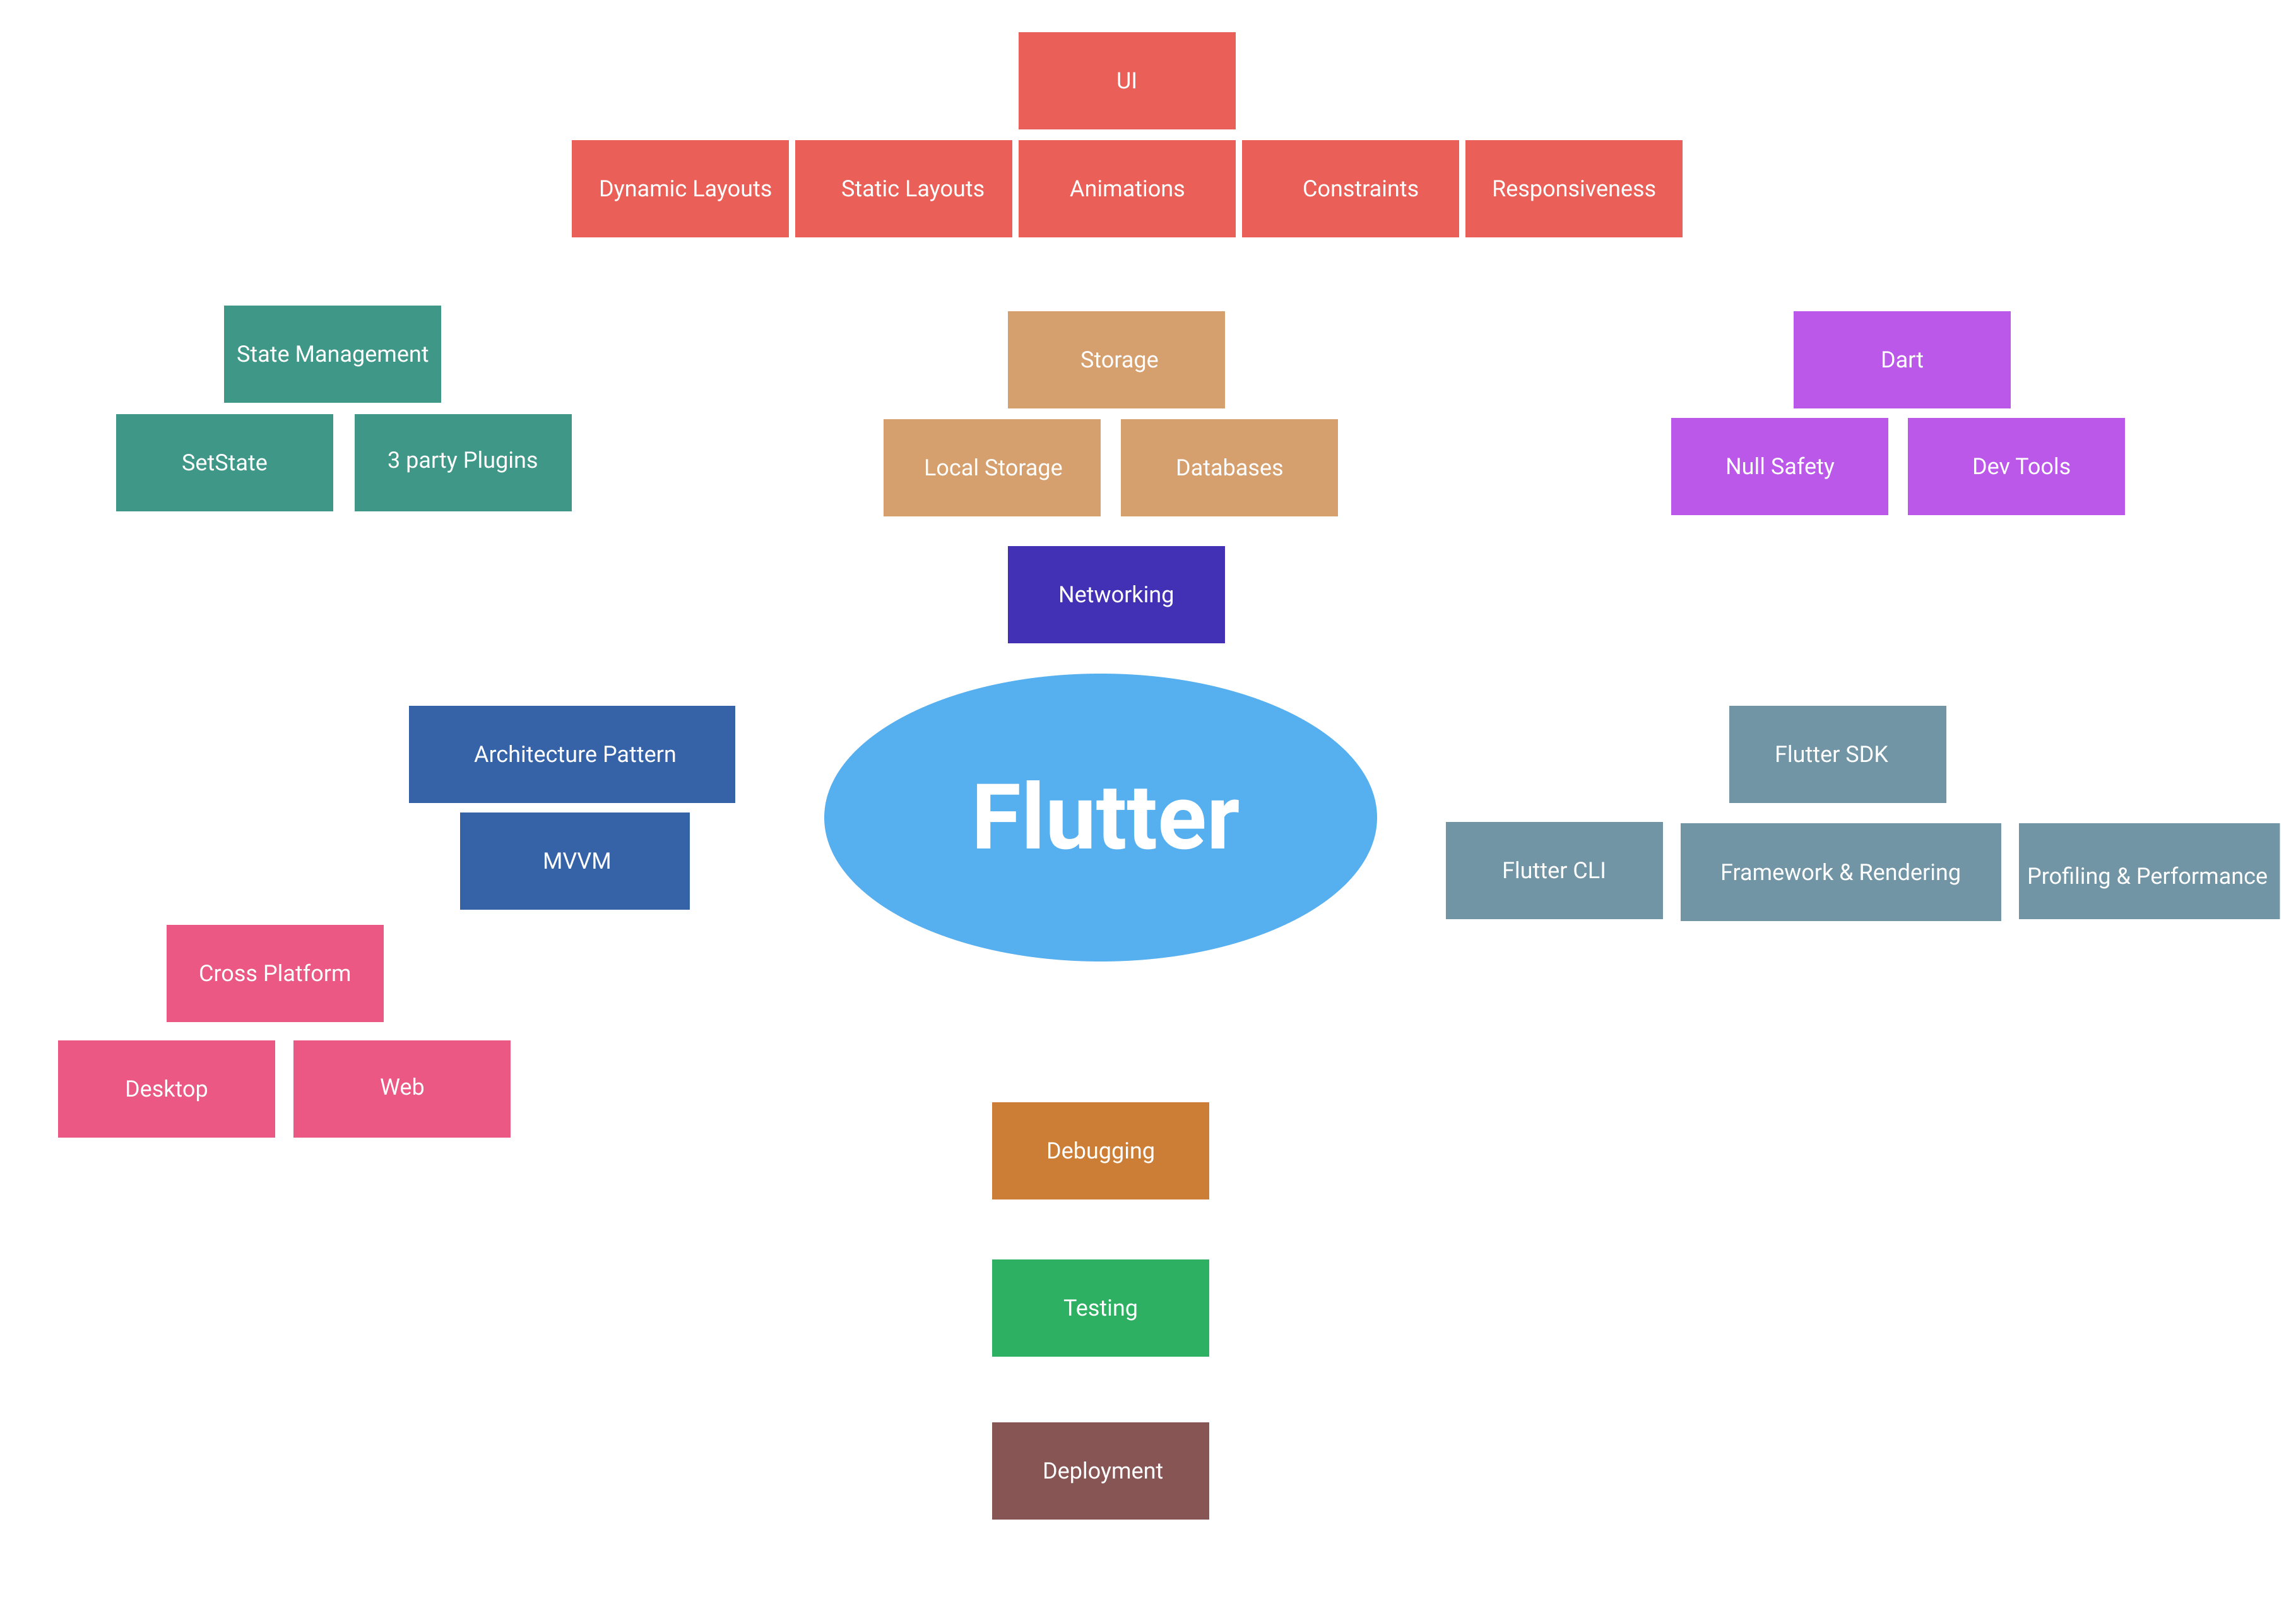 UI
Dynamic Layouts
Static Layouts
Animations
Constraints
Responsiveness
State Management
SetState
3 party Plugins
Storage
Local Storage
Databases
Dart
Null Safety
Dev Tools
Networking
Architecture Pattern
MVVM
Flutter
Flutter SDK
Flutter CLI
Framework & Rendering
Profiling & Performance
Cross Platform
Desktop
Web
Debugging
Testing
Deployment